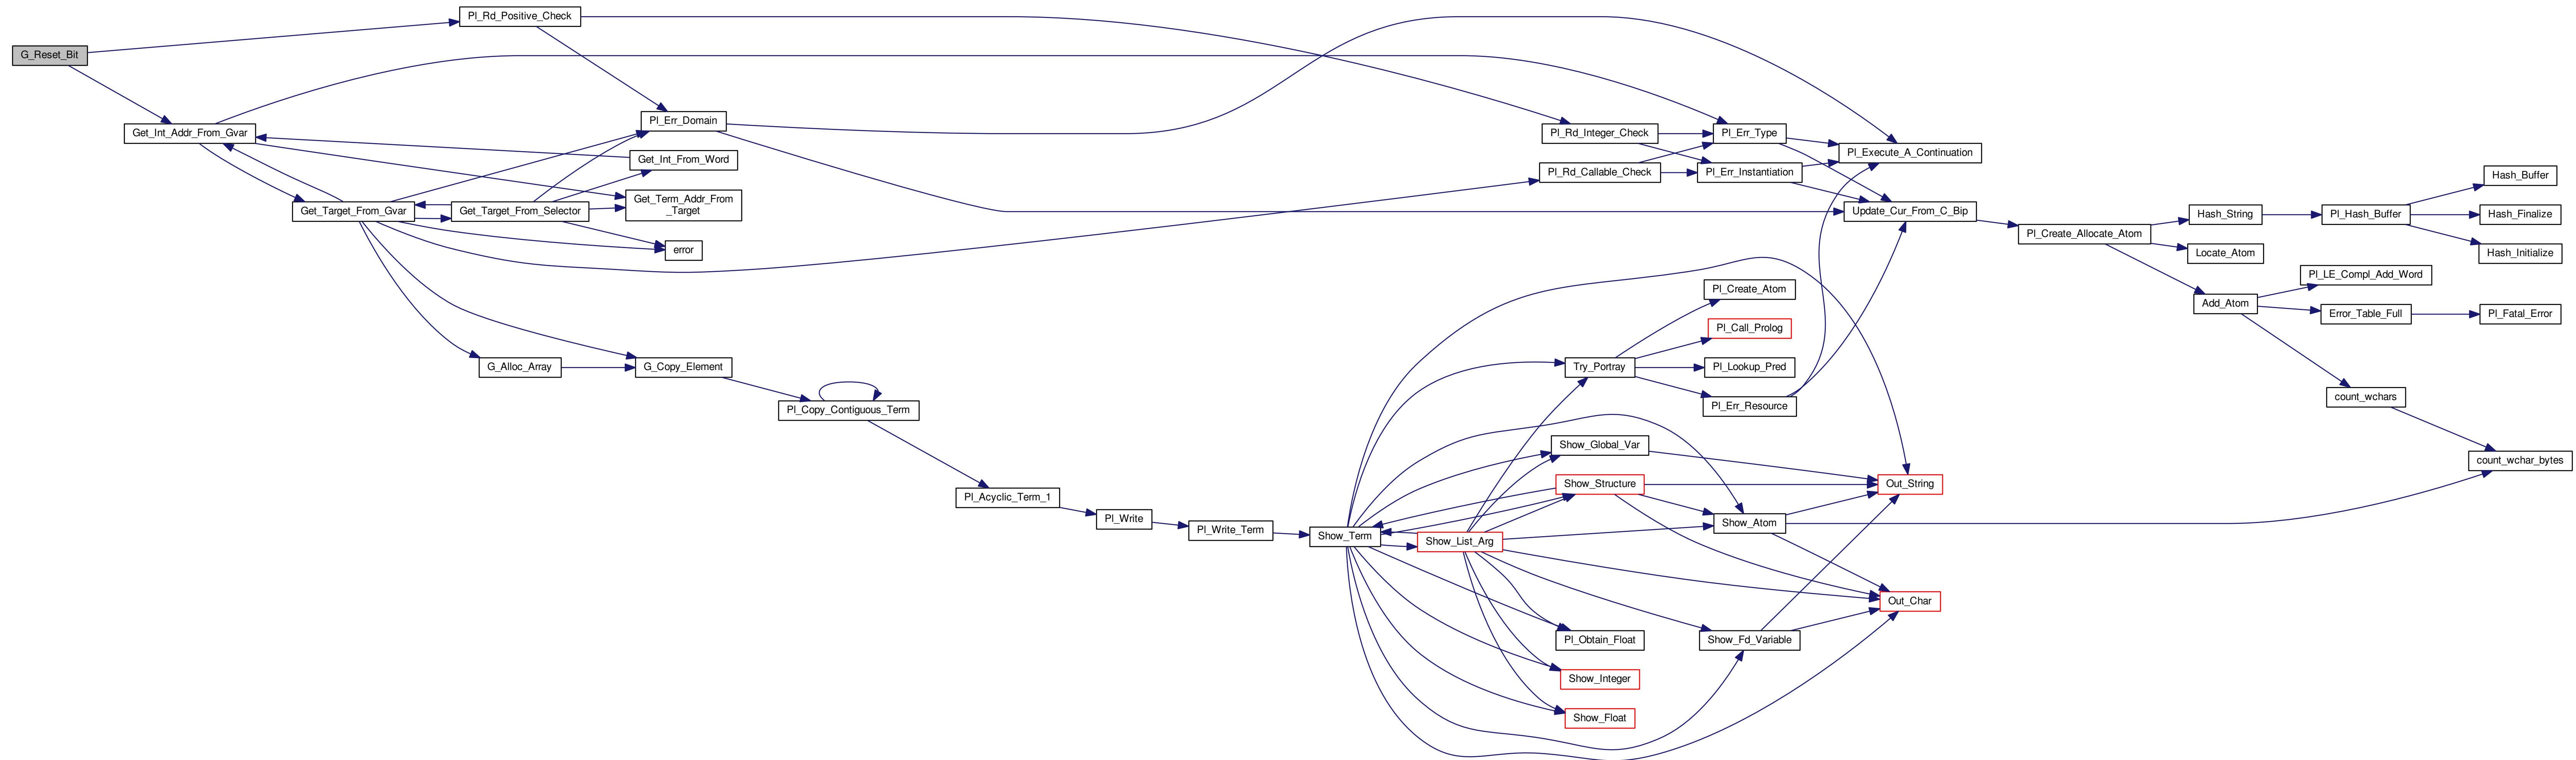 G_Reset_Bit
Pl_Rd_Positive_Check
Get_Int_Addr_From_Gvar
Pl_Err_Domain
Get_Int_From_Word
Get_Term_Addr_From
_Target
Get_Target_From_Gvar
Get_Target_From_Selector
error
G_Alloc_Array
G_Copy_Element
Pl_Copy_Contiguous_Term
Pl_Acyclic_Term_1
Pl_Write
Pl_Write_Term
Show_Term
Show_List_Arg
Pl_Rd_Integer_Check
Pl_Rd_Callable_Check
Try_Portray
Show_Global_Var
Show_Structure
Pl_Obtain_Float
Show_Integer
Show_Float
Pl_Err_Type
Pl_Err_Instantiation
Pl_Create_Atom
Pl_Call_Prolog
Pl_Lookup_Pred
Pl_Err_Resource
Show_Atom
Show_Fd_Variable
Pl_Execute_A_Continuation
Update_Cur_From_C_Bip
Out_String
Out_Char
Pl_Create_Allocate_Atom
Hash_String
Locate_Atom
Add_Atom
Pl_Hash_Buffer
Pl_LE_Compl_Add_Word
Error_Table_Full
count_wchars
Hash_Buffer
Hash_Finalize
Hash_Initialize
Pl_Fatal_Error
count_wchar_bytes